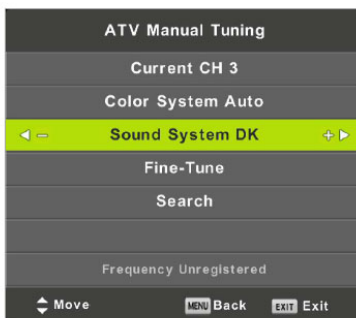 ATV Manual Tuning
Current CH 3
Color System Auto
− Sound System DK +
Fine-Tune
Search
Frequency Unregistered
Move MENU Back EXIT Exit